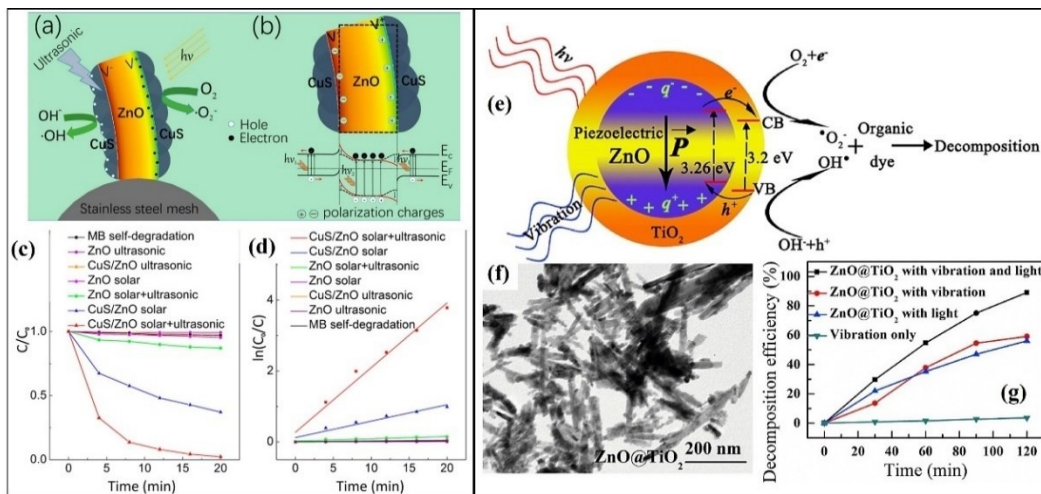 (a)
Ultrasonic
V⁻
V⁺
hν
ZnO
CuS
CuS
O₂
·O₂⁻
OH⁻
·OH
Hole
Electron
Stainless steel mesh
(b)
V⁻
V⁺
CuS
ZnO
CuS
hν₁
hν₂
hν₁
E_c
E_F
E_v
polarization charges
(c)
MB self-degradation
ZnO ultrasonic
CuS/ZnO ultrasonic
ZnO solar
ZnO solar+ultrasonic
CuS/ZnO solar
CuS/ZnO solar+ultrasonic
C/C₀
1.0
0.5
0.0
0 5 10 15 20
Time (min)
(d)
CuS/ZnO solar+ultrasonic
CuS/ZnO solar
ZnO solar+ultrasonic
ZnO solar
CuS/ZnO ultrasonic
ZnO ultrasonic
MB self-degradation
ln(C₀/C)
4
2
0
0 5 10 15 20
Time (min)
(e)
hν
q⁻
Piezoelectric
ZnO
P
3.26 eV
q⁺
TiO₂
Vibration
e⁻
CB
3.2 eV
VB
h⁺
O₂+e⁻
·O₂⁻
+
OH·
OH⁻+h⁺
Organic
dye
Decomposition
(f)
200 nm
ZnO@TiO₂
(g)
ZnO@TiO₂ with vibration and light
ZnO@TiO₂ with vibration
ZnO@TiO₂ with light
Vibration only
Decomposition efficiency (%)
100
80
60
40
20
0
0 30 60 90 120
Time (min)